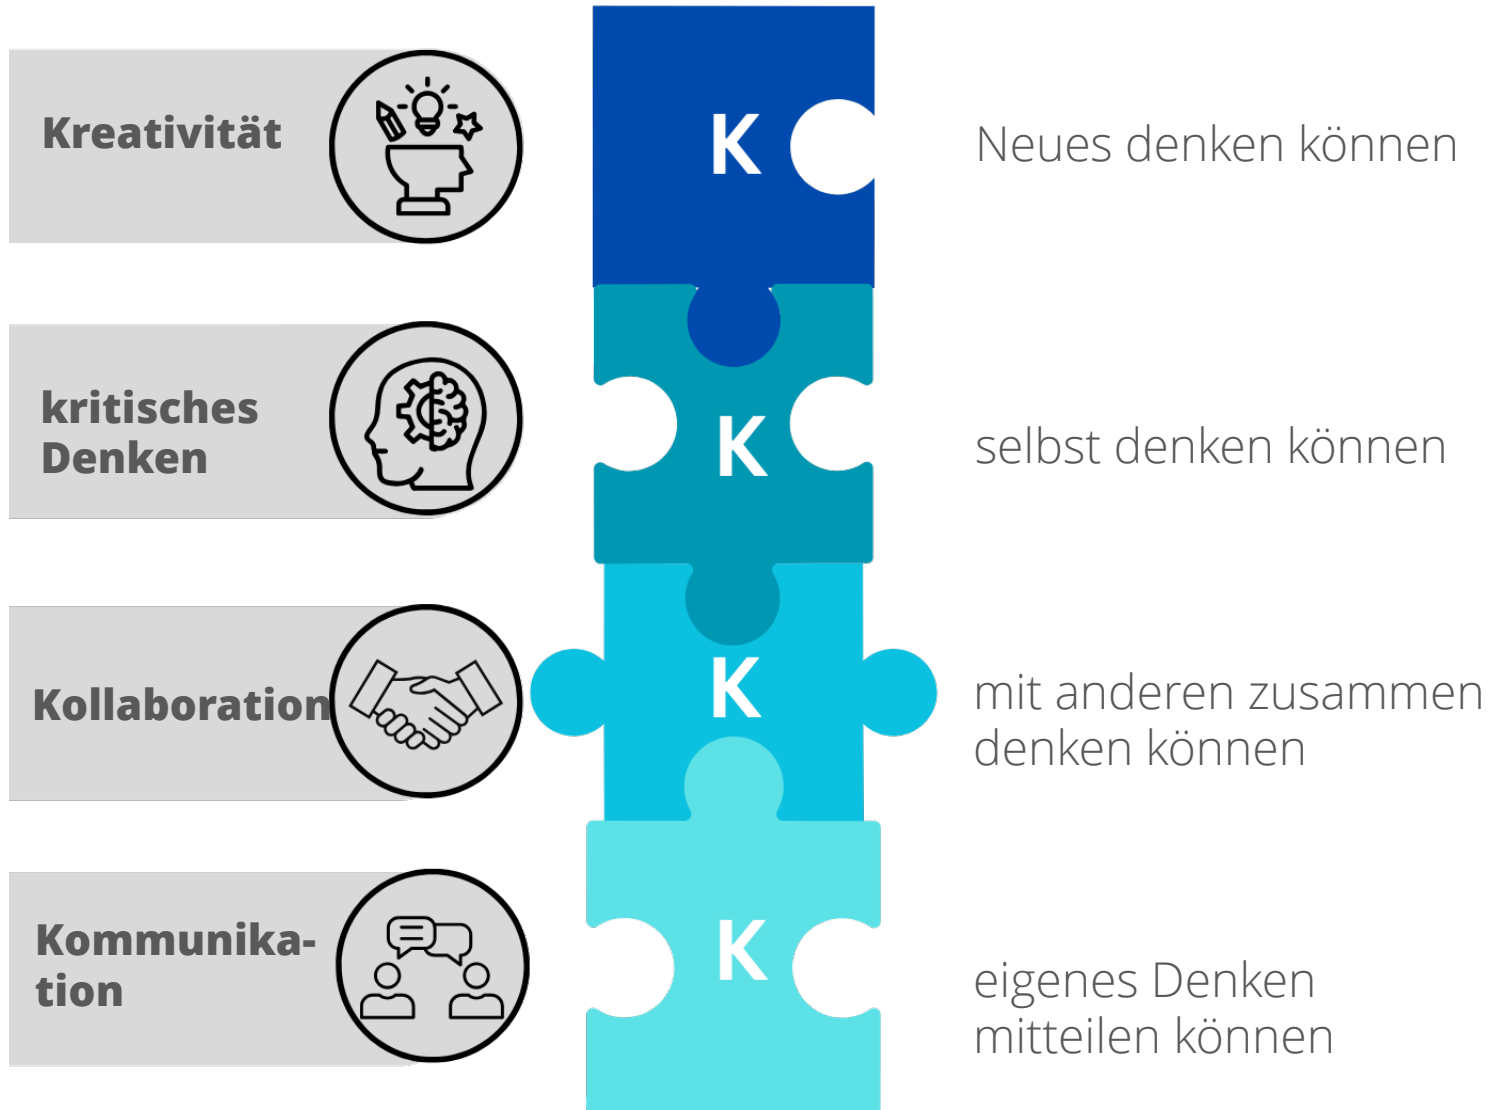 Kreativität
K
Neues denken können
kritisches
Denken
K
selbst denken können
Kollaboration
K
mit anderen zusammen
denken können
Kommunika-
tion
K
eigenes Denken
mitteilen können